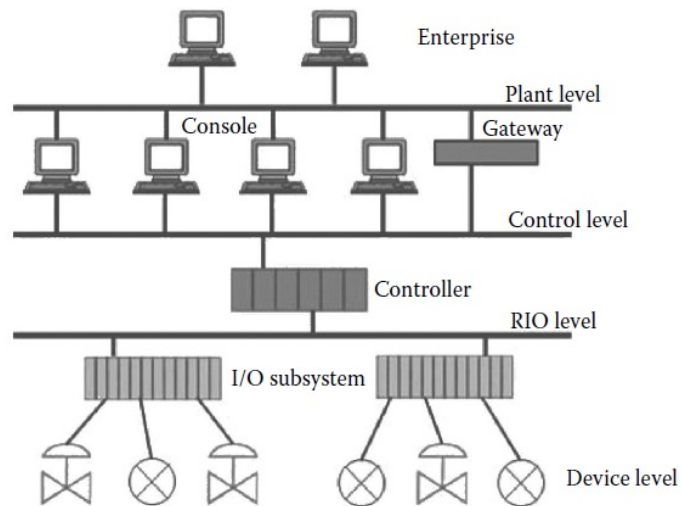 Enterprise
Plant level
Console
Gateway
Control level
Controller
RIO level
I/O subsystem
Device level